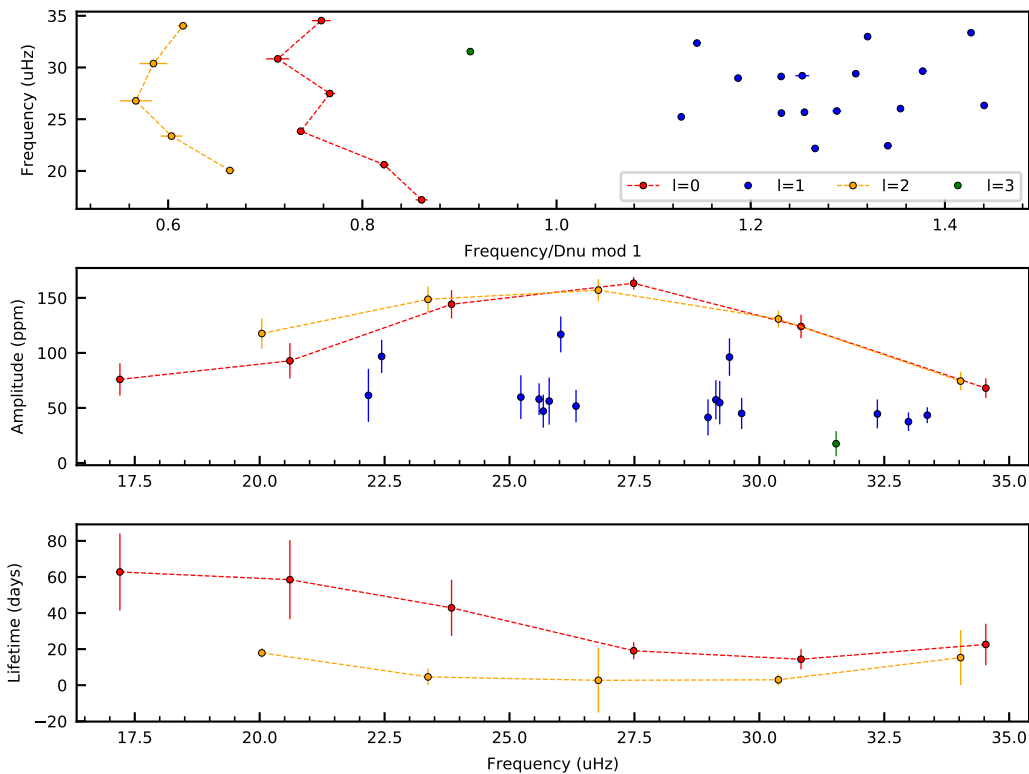 35
30
25
20
Frequency (uHz)
l=0 l=1 l=2 l=3
0.6 0.8 1.0 1.2 1.4
Frequency/Dnu mod 1
150
100
50
0
Amplitude (ppm)
17.5 20.0 22.5 25.0 27.5 30.0 32.5 35.0
80
60
40
20
0
−20
Lifetime (days)
17.5 20.0 22.5 25.0 27.5 30.0 32.5 35.0
Frequency (uHz)